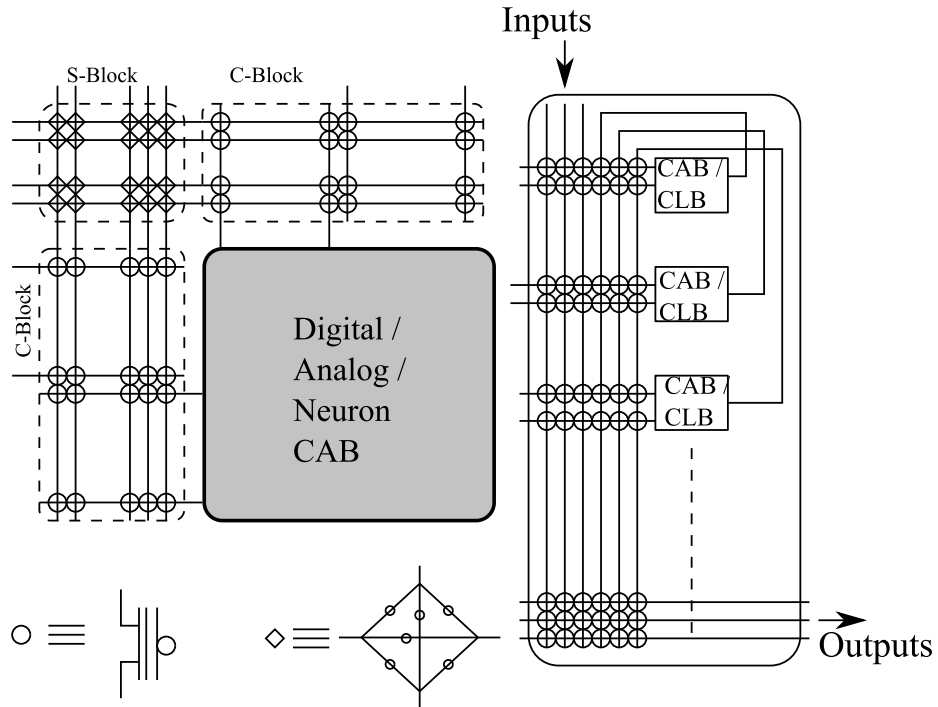 Inputs
S-Block
C-Block
CAB /
CLB
C-Block
CAB /
CLB
Digital /
Analog /
Neuron
CAB
CAB /
CLB
Outputs